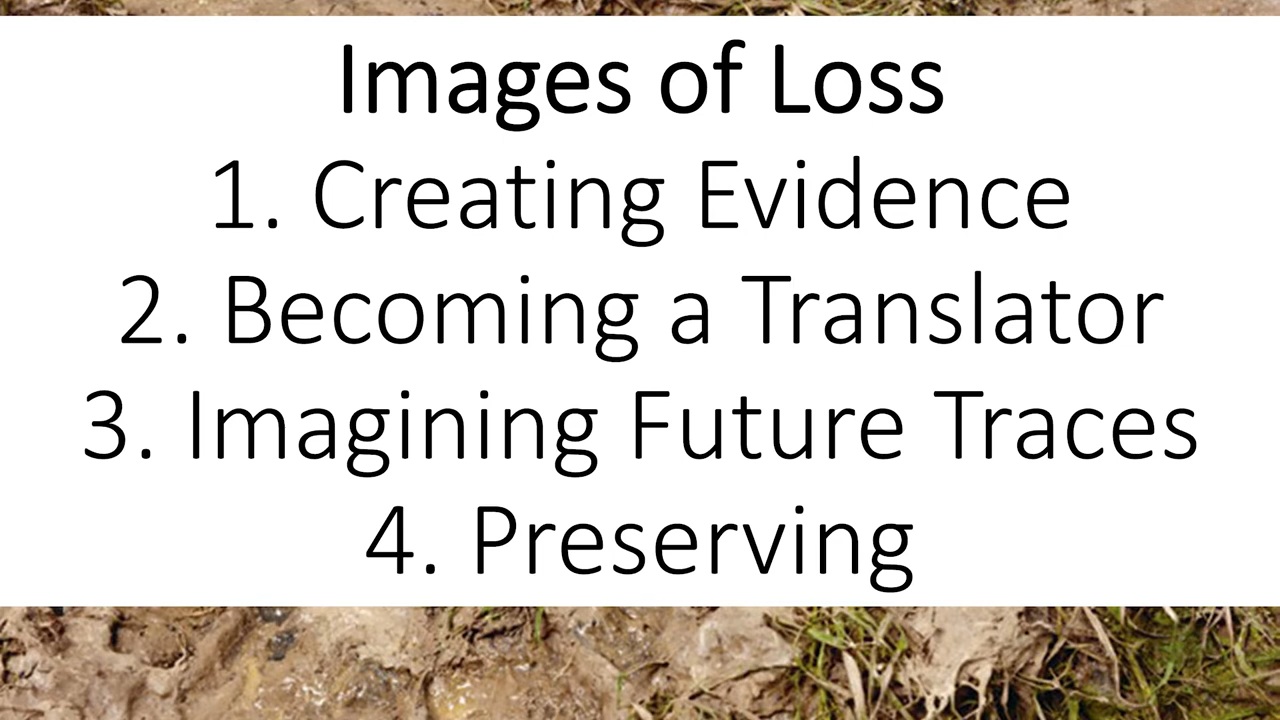 Images of Loss
1. Creating Evidence
2. Becoming a Translator
3. Imagining Future Traces
4. Preserving